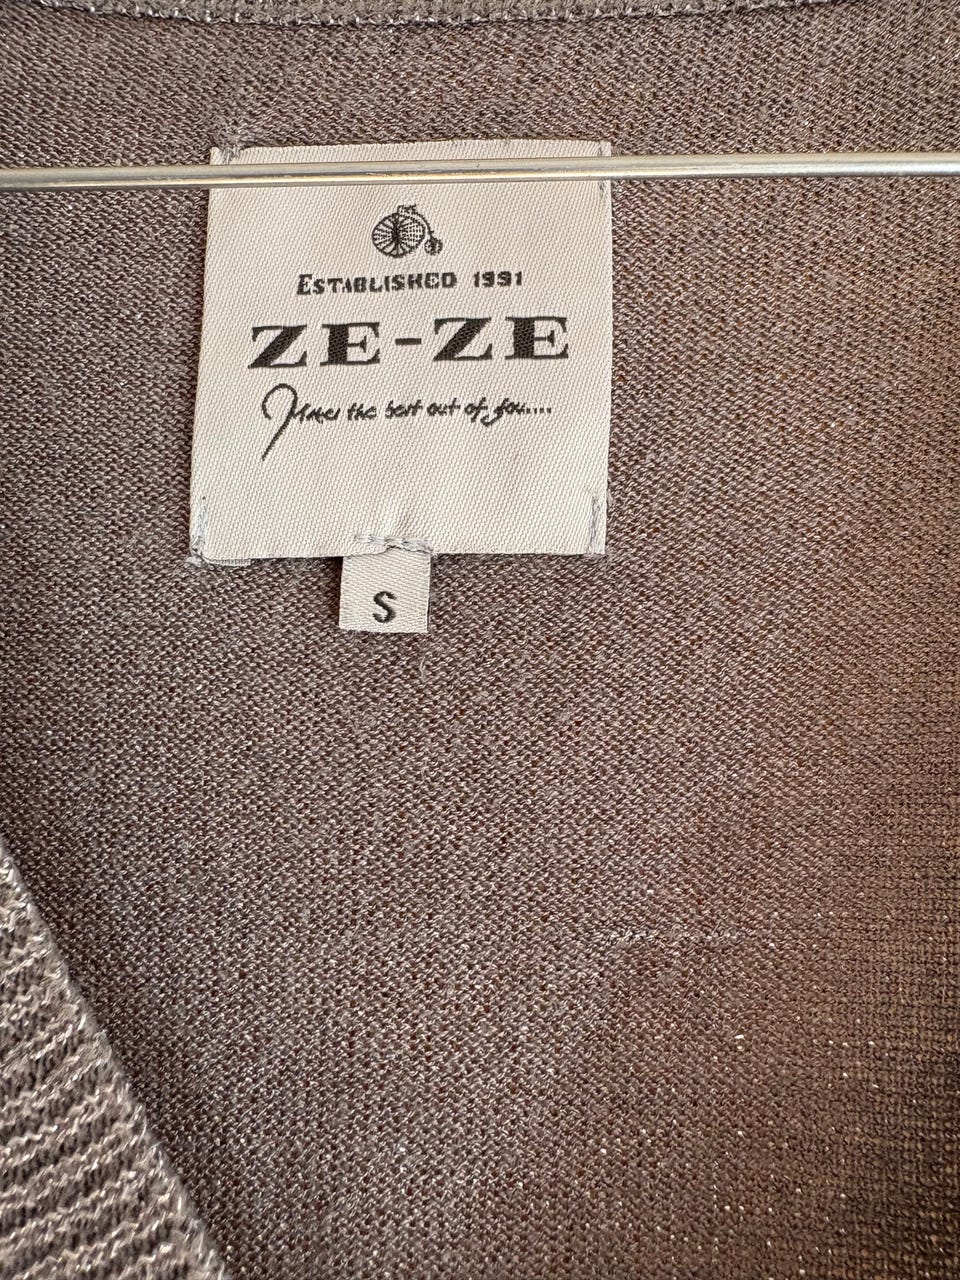 ESTABLISHED 1991
ZE-ZE
the best out of you....
S